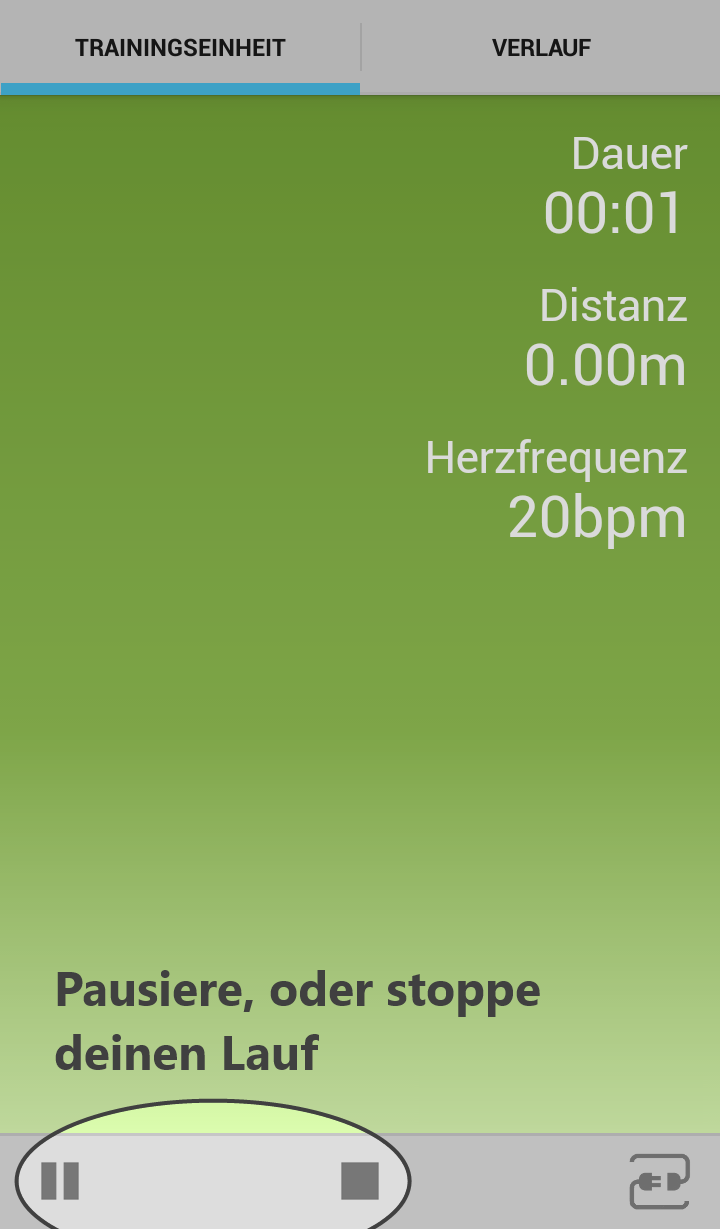 TRAININGSEINHEIT
VERLAUF
Dauer
00:01
Distanz
0.00m
Herzfrequenz
20bpm
Pausiere, oder stoppe
deinen Lauf